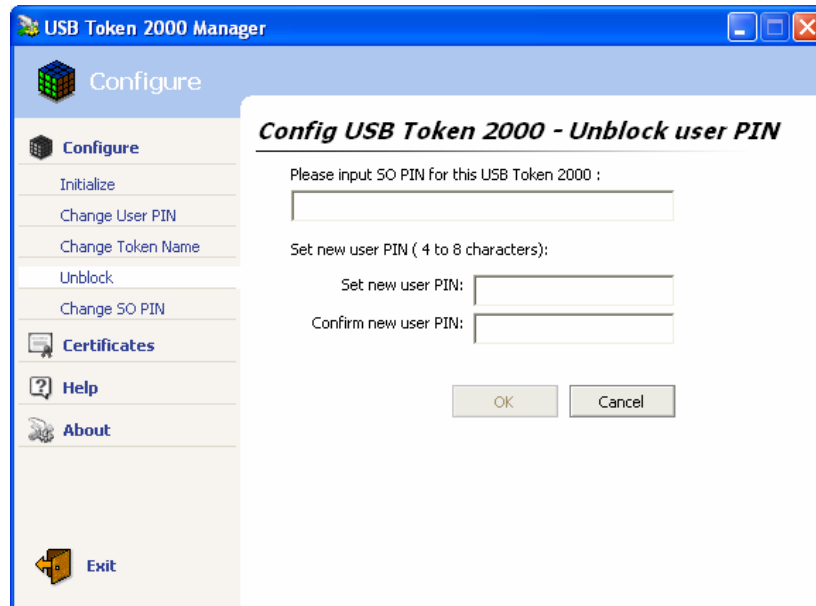 USB Token 2000 Manager
Configure
Configure
Initialize
Change User PIN
Change Token Name
Unblock
Change SO PIN
Certificates
Help
About
Exit
Config USB Token 2000 - Unblock user PIN
Please input SO PIN for this USB Token 2000 :
Set new user PIN ( 4 to 8 characters):
Set new user PIN:
Confirm new user PIN:
OK Cancel